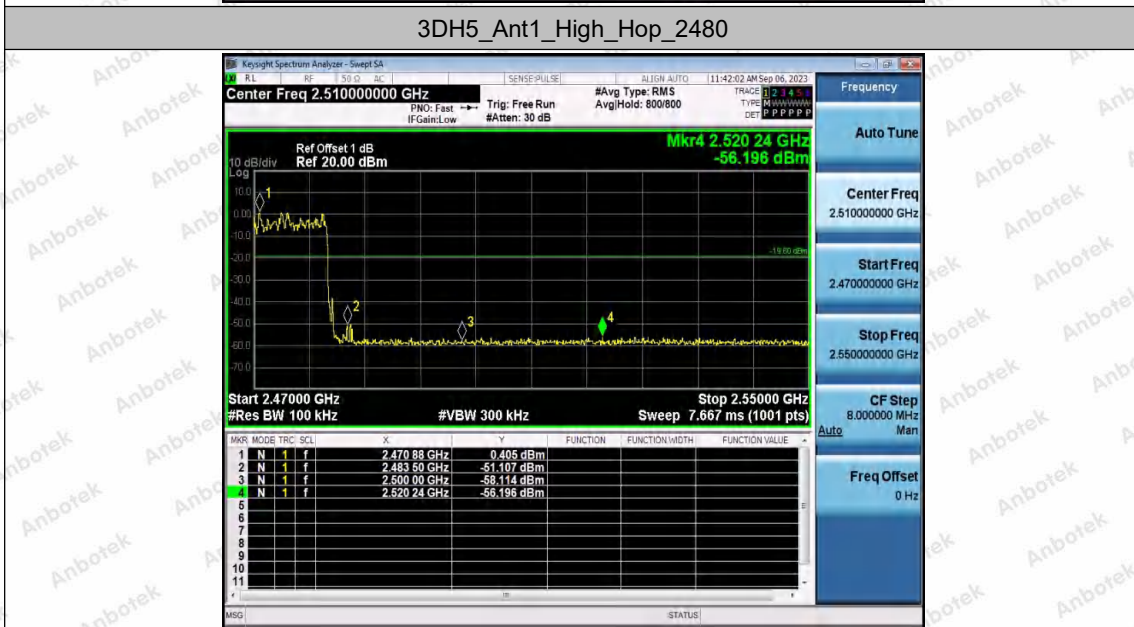 3DH5_Ant1_High_Hop_2480
Keysight Spectrum Analyzer - Swept SA
RL RF 50 Ω AC SENSE:PULSE ALIGN AUTO 11:42:02 AM Sep 06, 2023
Center Freq 2.510000000 GHz
PNO: Fast
IFGain:Low
Trig: Free Run
#Atten: 30 dB
#Avg Type: RMS
Avg|Hold: 800/800
TRACE 1 2 3 4 5 6
TYPE M W W W W W
DET P P P P P P
Ref Offset 1 dB
10 dB/div Ref 20.00 dBm
Log
Mkr4 2.520 24 GHz
-56.196 dBm
10.0
0.00
-10.0
-20.0
-30.0
-40.0
-50.0
-60.0
-70.0
1
2
3
4
-19.60 dBm
Start 2.47000 GHz Stop 2.55000 GHz
#Res BW 100 kHz #VBW 300 kHz Sweep 7.667 ms (1001 pts)
MKR MODE TRC SCL X Y FUNCTION FUNCTION WIDTH FUNCTION VALUE
1 N 1 f 2.470 88 GHz 0.405 dBm
2 N 1 f 2.483 50 GHz -51.107 dBm
3 N 1 f 2.500 00 GHz -58.114 dBm
4 N 1 f 2.520 24 GHz -56.196 dBm
5
6
7
8
9
10
11
MSG STATUS
Frequency
Auto Tune
Center Freq
2.510000000 GHz
Start Freq
2.470000000 GHz
Stop Freq
2.550000000 GHz
CF Step
8.000000 MHz
Auto Man
Freq Offset
0 Hz